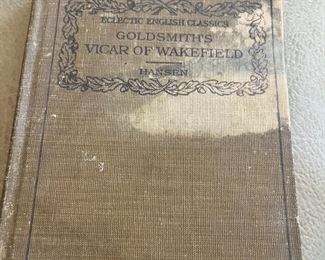 ECLECTIC ENGLISH CLASSICS
GOLDSMITH'S
VICAR OF WAKEFIELD
HANSEN